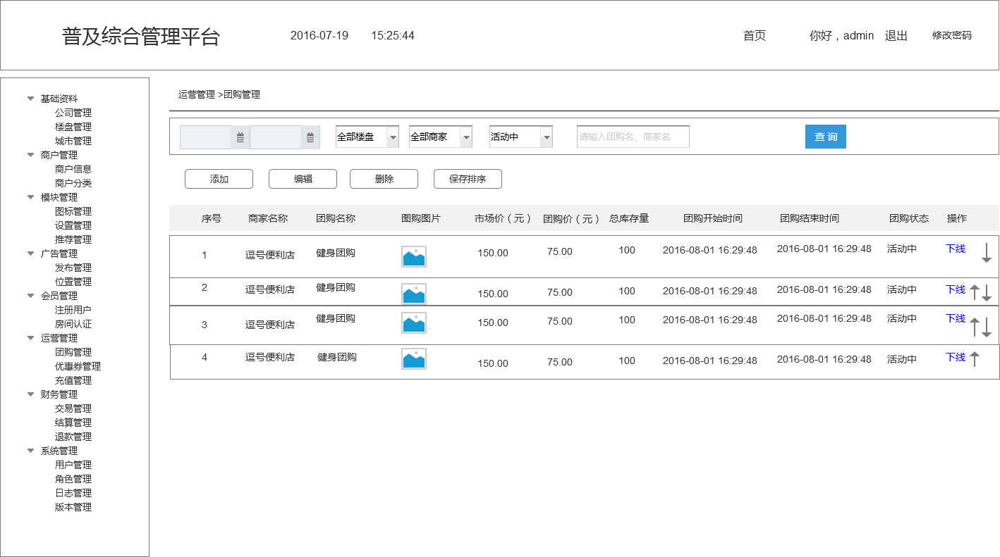 普及综合管理平台 2016-07-19 15:25:44 首页 你好，admin 退出 修改密码
基础资料
公司管理
楼盘管理
城市管理
商户管理
商户信息
商户分类
模块管理
图标管理
设置管理
推荐管理
广告管理
发布管理
位置管理
会员管理
注册用户
房间认证
运营管理
团购管理
优惠券管理
充值管理
财务管理
交易管理
结算管理
退款管理
系统管理
用户管理
角色管理
日志管理
版本管理
运营管理 >团购管理
全部楼盘 全部商家 活动中 请输入团购名、商家名 查 询
添加 编辑 删除 保存排序
序号 商家名称 团购名称 图购图片 市场价（元） 团购价（元） 总库存量 团购开始时间 团购结束时间 团购状态 操作
1 逗号便利店 健身团购 150.00 75.00 100 2016-08-01 16:29:48 2016-08-01 16:29:48 活动中 下线
2 逗号便利店 健身团购 150.00 75.00 100 2016-08-01 16:29:48 2016-08-01 16:29:48 活动中 下线
3 逗号便利店 健身团购 150.00 75.00 100 2016-08-01 16:29:48 2016-08-01 16:29:48 活动中 下线
4 逗号便利店 健身团购 150.00 75.00 100 2016-08-01 16:29:48 2016-08-01 16:29:48 活动中 下线